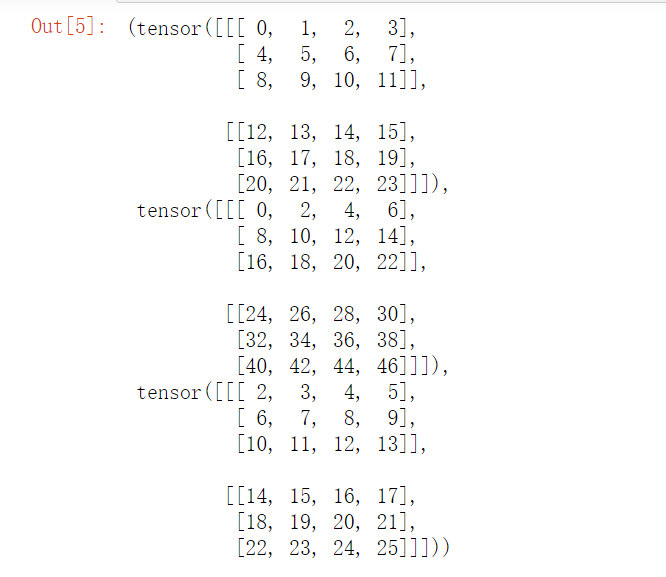 Out[5]: (tensor([[[ 0, 1, 2, 3],
[ 4, 5, 6, 7],
[ 8, 9, 10, 11]],
[[12, 13, 14, 15],
[16, 17, 18, 19],
[20, 21, 22, 23]]]),
tensor([[[ 0, 2, 4, 6],
[ 8, 10, 12, 14],
[16, 18, 20, 22]],
[[24, 26, 28, 30],
[32, 34, 36, 38],
[40, 42, 44, 46]]]),
tensor([[[ 2, 3, 4, 5],
[ 6, 7, 8, 9],
[10, 11, 12, 13]],
[[14, 15, 16, 17],
[18, 19, 20, 21],
[22, 23, 24, 25]]]))